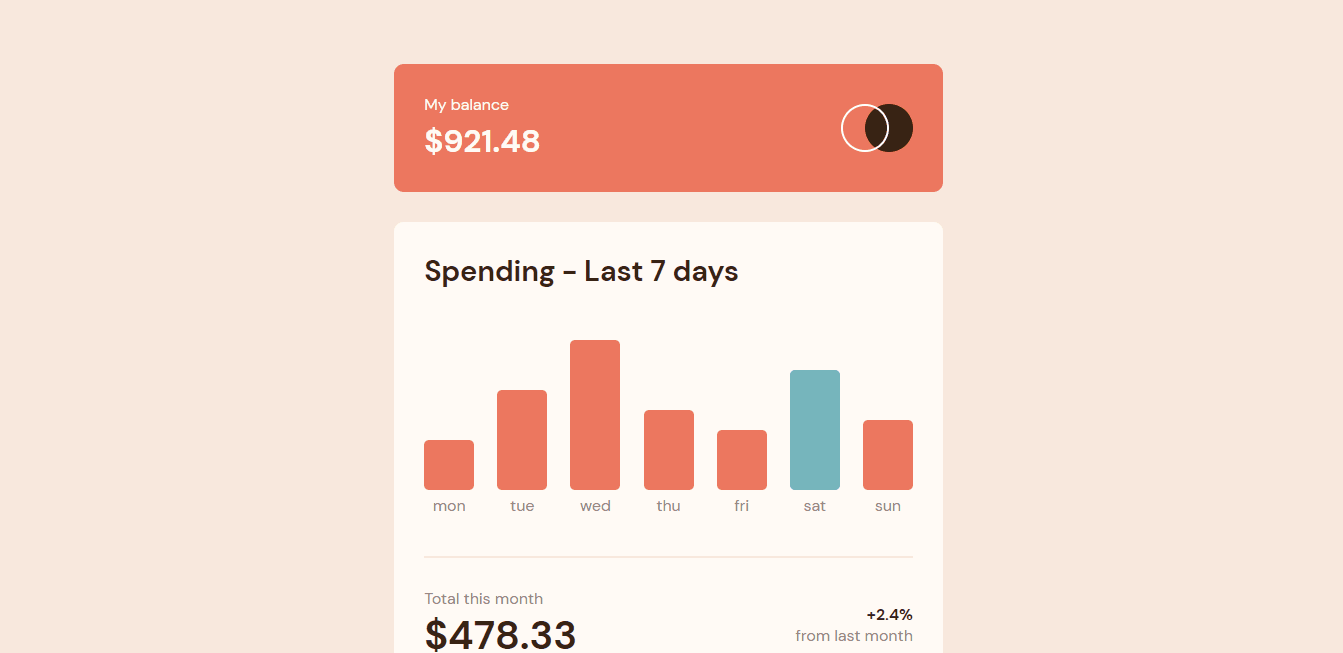 My balance
$921.48
Spending - Last 7 days
mon tue wed thu fri sat sun
Total this month
$478.33
+2.4%
from last month